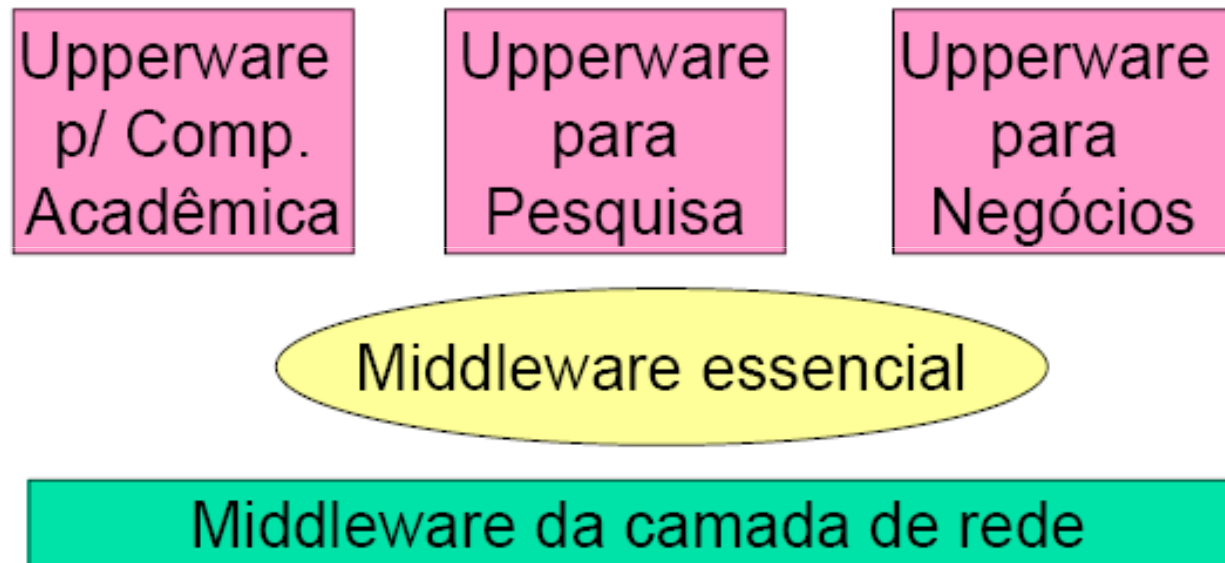 Upperware
p/ Comp.
Acadêmica
Upperware
para
Pesquisa
Upperware
para
Negócios
Middleware essencial
Middleware da camada de rede